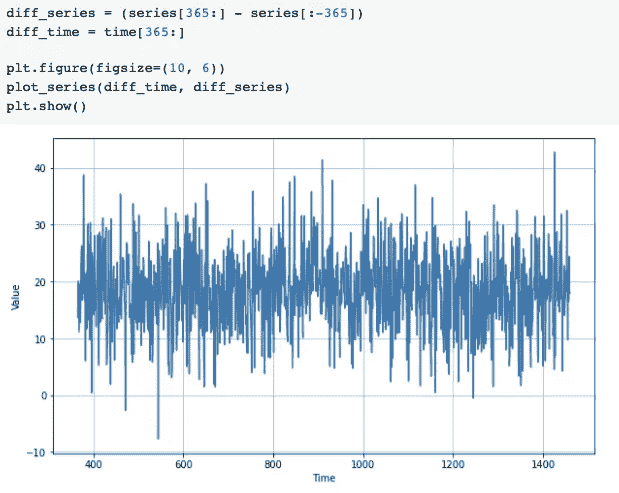 diff_series = (series[365:] - series[:-365])
diff_time = time[365:]
plt.figure(figsize=(10, 6))
plot_series(diff_time, diff_series)
plt.show()
40
30
20
10
0
-10
Value
400 600 800 1000 1200 1400
Time